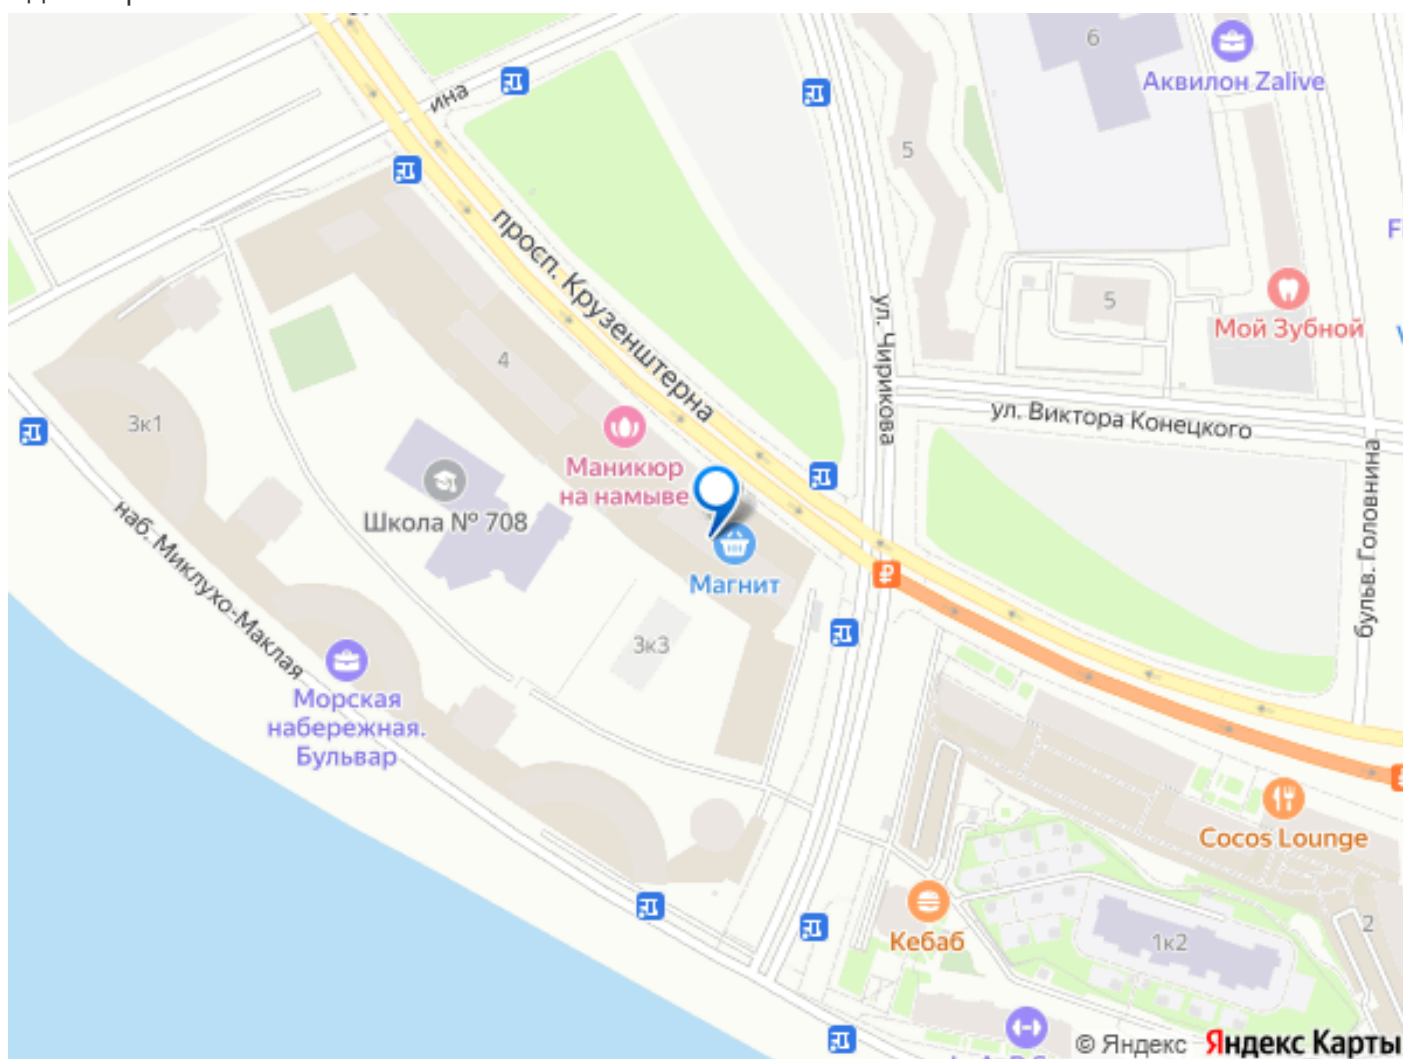 6
Аквилон Zalive
ина
5
просп. Крузенштерна
5
Мой Зубной
ул. Чирикова
4
3к1
ул. Виктора Конецкого
Маникюр
на намыве
Школа № 708
бульв. Головнина
наб. Миклухо-Маклая
Магнит
3к3
Морская
набережная.
Бульвар
Cocos Lounge
Кебаб
1к2
2
© Яндекс
Яндекс Карты